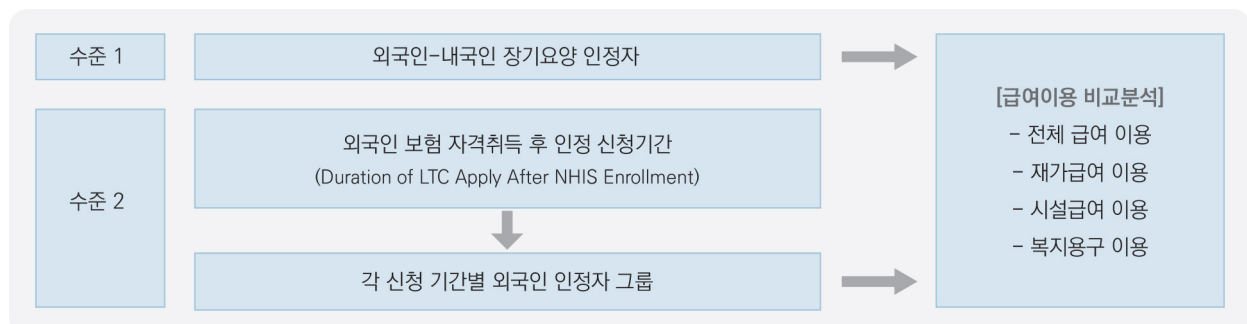 수준 1
외국인-내국인 장기요양 인정자
수준 2
외국인 보험 자격취득 후 인정 신청기간
(Duration of LTC Apply After NHIS Enrollment)
각 신청 기간별 외국인 인정자 그룹
[급여이용 비교분석]
- 전체 급여 이용
- 재가급여 이용
- 시설급여 이용
- 복지용구 이용